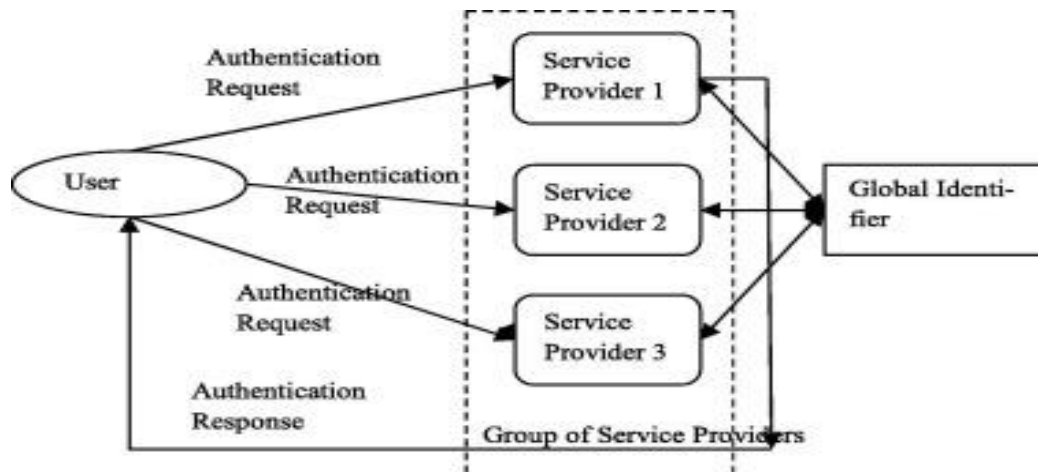 Authentication
Request
Service
Provider 1
User
Authentication
Request
Service
Provider 2
Global Identi-
fier
Authentication
Request
Service
Provider 3
Authentication
Response
Group of Service Providers